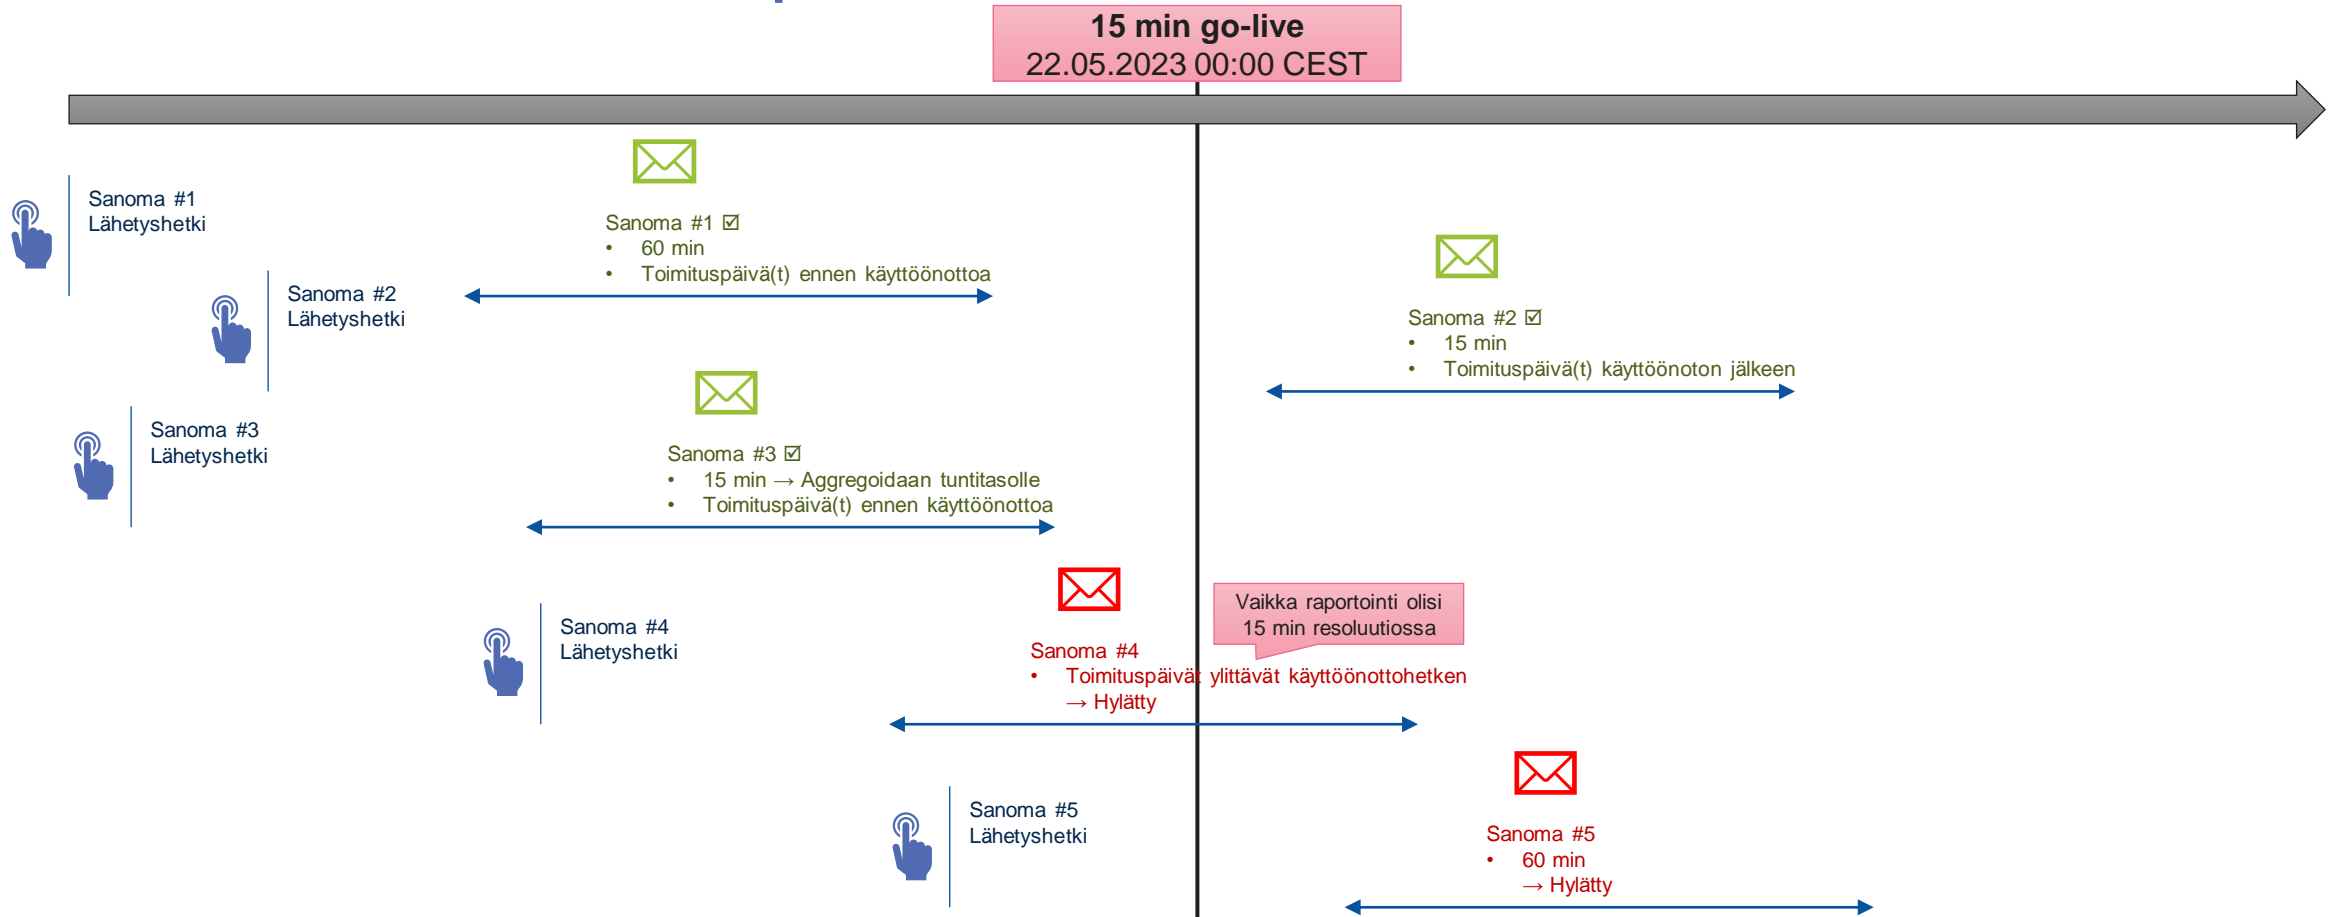 15 min go-live
22.05.2023 00:00 CEST
Sanoma #1
Lähetyshetki
Sanoma #1 ☑
• 60 min
• Toimituspäivä(t) ennen käyttöönottoa
Sanoma #2
Lähetyshetki
Sanoma #2 ☑
• 15 min
• Toimituspäivä(t) käyttöönoton jälkeen
Sanoma #3
Lähetyshetki
Sanoma #3 ☑
• 15 min → Aggregoidaan tuntitasolle
• Toimituspäivä(t) ennen käyttöönottoa
Sanoma #4
Lähetyshetki
Vaikka raportointi olisi
15 min resoluutiossa
Sanoma #4
• Toimituspäivät ylittävät käyttöönottohetken
→ Hylätty
Sanoma #5
Lähetyshetki
Sanoma #5
• 60 min
→ Hylätty